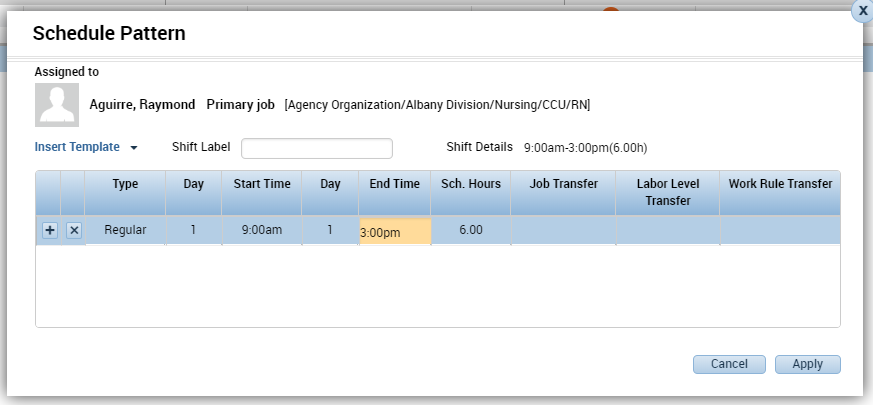 X
Schedule Pattern
Assigned to
Aguirre, Raymond Primary job [Agency Organization/Albany Division/Nursing/CCU/RN]
Insert Template Shift Label Shift Details 9:00am-3:00pm(6.00h)
Type Day Start Time Day End Time Sch. Hours Job Transfer Labor Level Transfer Work Rule Transfer
+ x Regular 1 9:00am 1 3:00pm 6.00
Cancel Apply